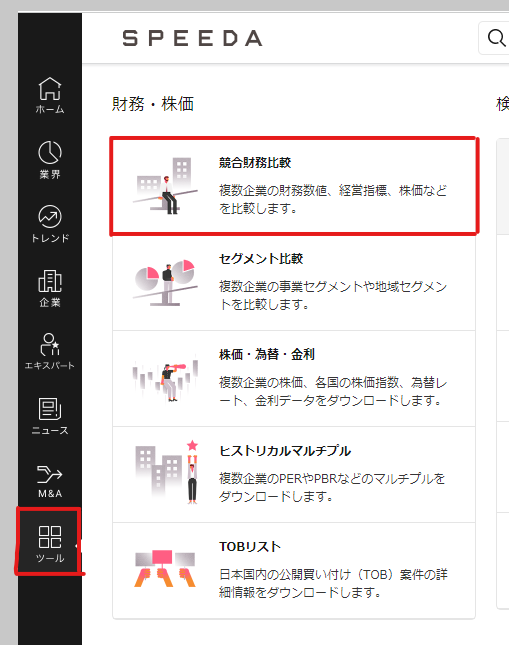 SPEEDA
ホーム
業界
トレンド
企業
エキスパート
ニュース
M&A
ツール
財務・株価
競合財務比較
複数企業の財務数値、経営指標、株価など
を比較します。
セグメント比較
複数企業の事業セグメントや地域セグメン
トを比較します。
株価・為替・金利
複数企業の株価、各国の株価指数、為替レ
ート、金利データをダウンロードします。
ヒストリカルマルチプル
複数企業のPERやPBRなどのマルチプルを
ダウンロードします。
TOBリスト
日本国内の公開買い付け（TOB）案件の詳
細情報をダウンロードします。